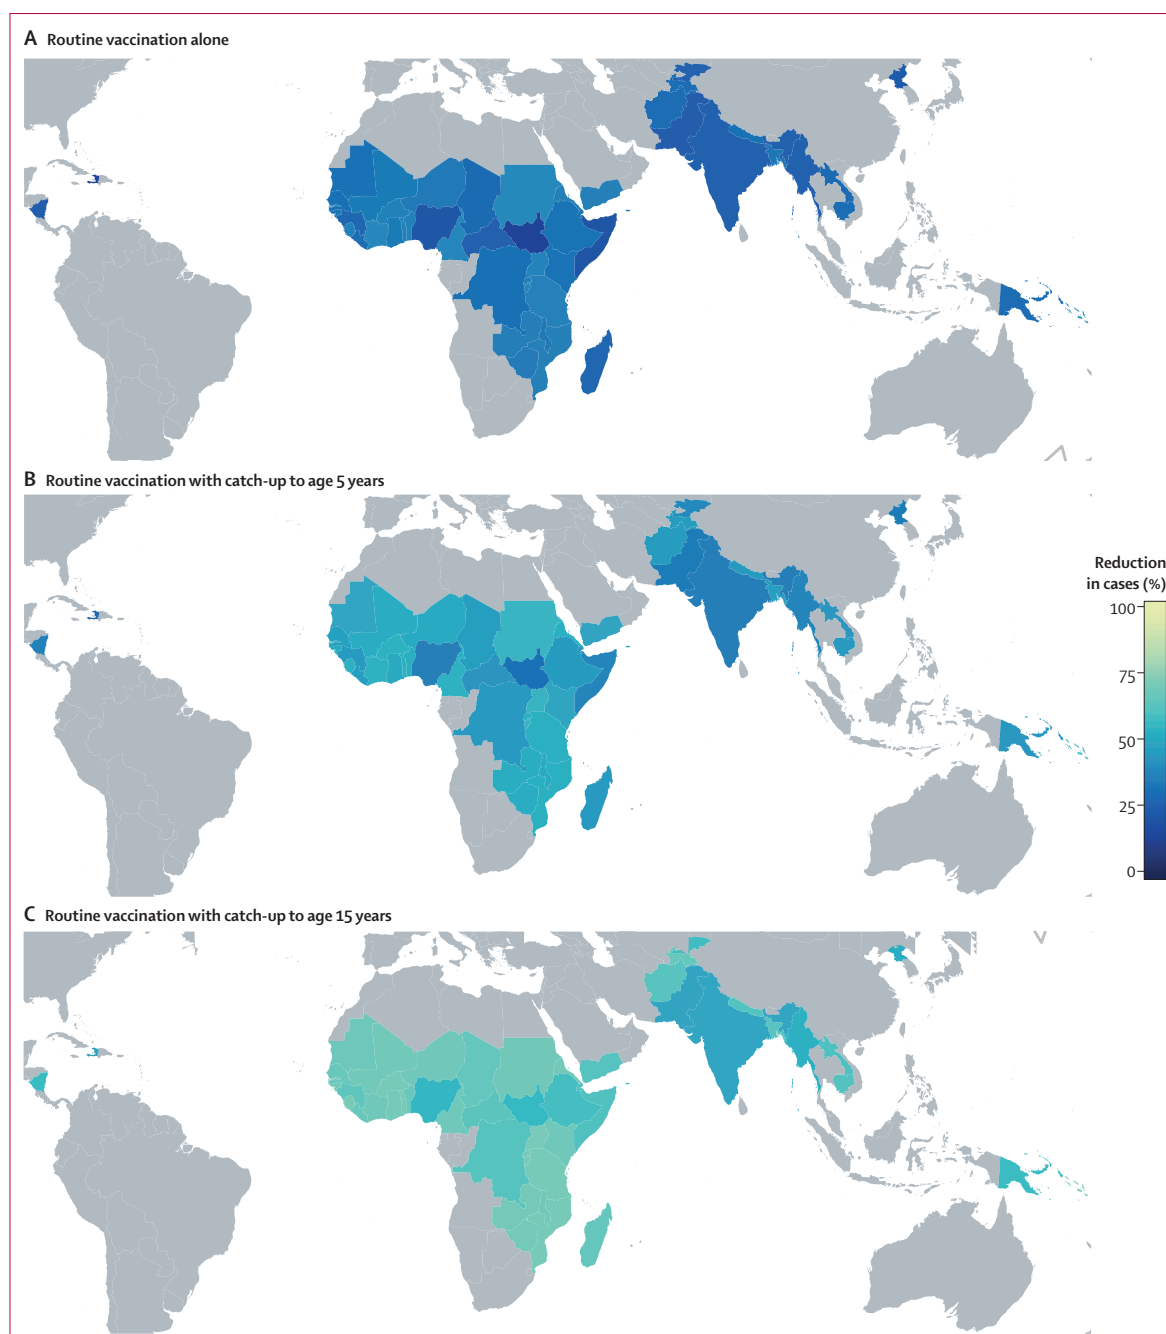 A Routine vaccination alone
B Routine vaccination with catch-up to age 5 years
Reduction
in cases (%)
100
75
50
25
0
C Routine vaccination with catch-up to age 15 years